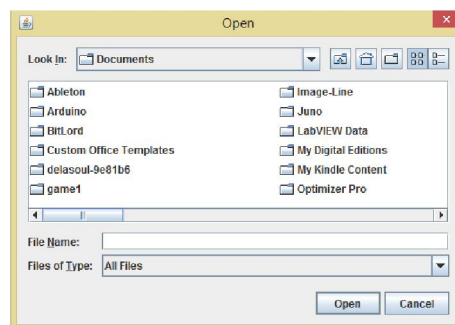 Open
Look In: Documents
Ableton
Arduino
BitLord
Custom Office Templates
delasoul-9e81b6
game1
Image-Line
Juno
LabVIEW Data
My Digital Editions
My Kindle Content
Optimizer Pro
File Name:
Files of Type: All Files
Open Cancel